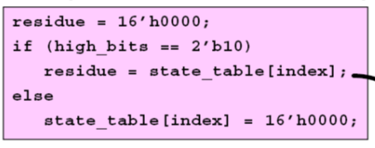 residue = 16'h0000;
if (high_bits == 2'b10)
   residue = state_table[index];
else
   state_table[index] = 16'h0000;